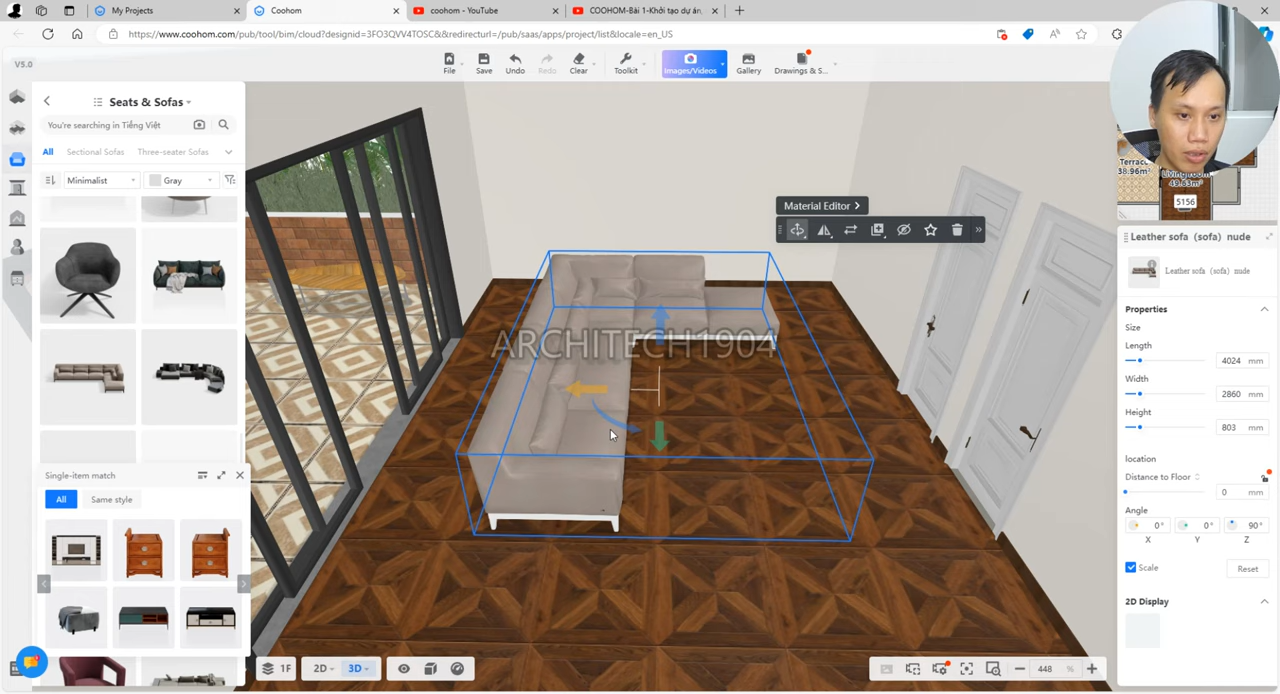 My Projects
Coohom
coohom - YouTube
COOHOM-Bài 1-Khởi tạo dự án,
https://www.coohom.com/pub/tool/bim/cloud?designid=3FO3QVV4TOSC&&redirecturl=/pub/saas/apps/project/list&locale=en_US
V5.0
File
Save
Undo
Redo
Clear
Toolkit
Images/Videos
Gallery
Drawings & S...
Seats & Sofas
You're searching in Tiếng Việt
All
Sectional Sofas
Three-seater Sofas
Minimalist
Gray
Single-item match
All
Same style
Material Editor
ARCHITECH1904
Terrace
38.96m²
5156
Leather sofa (sofa) nude
Leather sofa (sofa) nude
Properties
Size
Length
4024 mm
Width
2860 mm
Height
803 mm
location
Distance to Floor
0 mm
Angle
0° 0° 90°
X Y Z
Scale
Reset
2D Display
1F
2D
3D
448 %